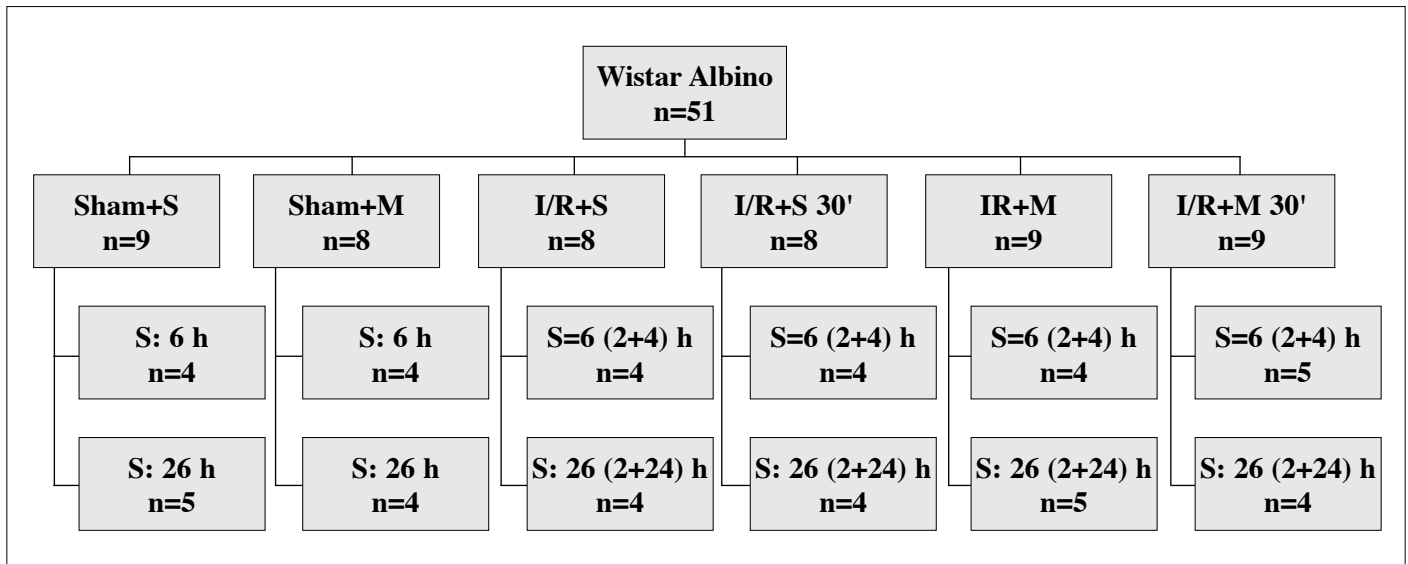 Wistar Albino
n=51
Sham+S
n=9
Sham+M
n=8
I/R+S
n=8
I/R+S 30'
n=8
IR+M
n=9
I/R+M 30'
n=9
S: 6 h
n=4
S: 6 h
n=4
S=6 (2+4) h
n=4
S=6 (2+4) h
n=4
S=6 (2+4) h
n=4
S=6 (2+4) h
n=5
S: 26 h
n=5
S: 26 h
n=4
S: 26 (2+24) h
n=4
S: 26 (2+24) h
n=4
S: 26 (2+24) h
n=5
S: 26 (2+24) h
n=4